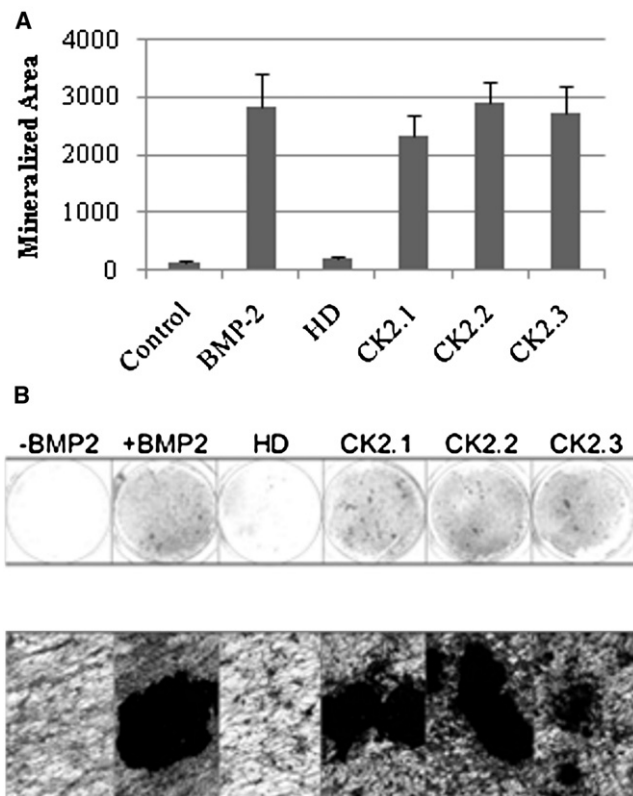 A
Mineralized Area
4000
3000
2000
1000
0
Control
BMP-2
HD
CK2.1
CK2.2
CK2.3
B
-BMP2 +BMP2 HD CK2.1 CK2.2 CK2.3